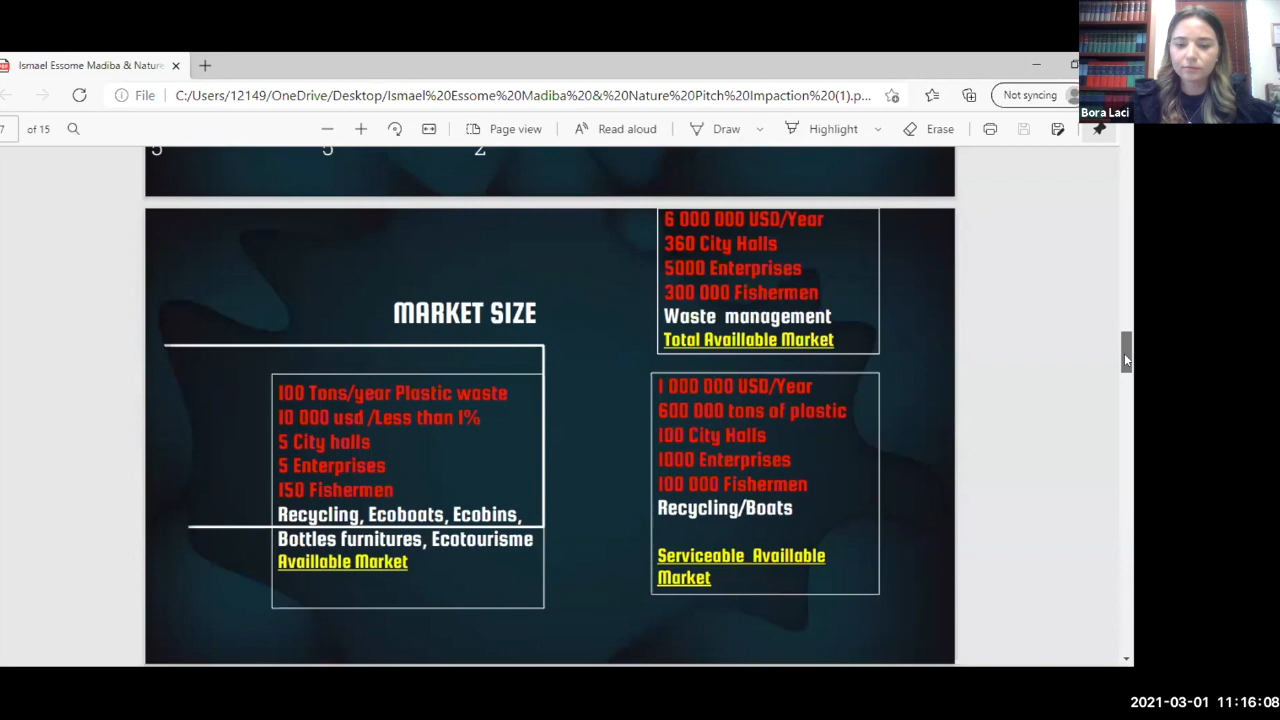 Ismael Essome Madiba & Nature
File
C:/Users/12149/OneDrive/Desktop/Ismael%20Essome%20Madiba%20&%20Nature%20Pitch%20Impaction%20(1).p...
Not syncing
Bora Laci
7 of 15
Page view
Read aloud
Draw
Highlight
Erase
5 5 2
MARKET SIZE
6 000 000 USD/Year
360 City Halls
5000 Enterprises
300 000 Fishermen
Waste management
Total Availlable Market
100 Tons/year Plastic waste
10 000 usd /Less than 1%
5 City halls
5 Enterprises
150 Fishermen
Recycling, Ecoboats, Ecobins,
Bottles furnitures, Ecotourisme
Availlable Market
1 000 000 USD/Year
600 000 tons of plastic
100 City Halls
1000 Enterprises
100 000 Fishermen
Recycling/Boats
Serviceable Availlable
Market
2021-03-01 11:16:08